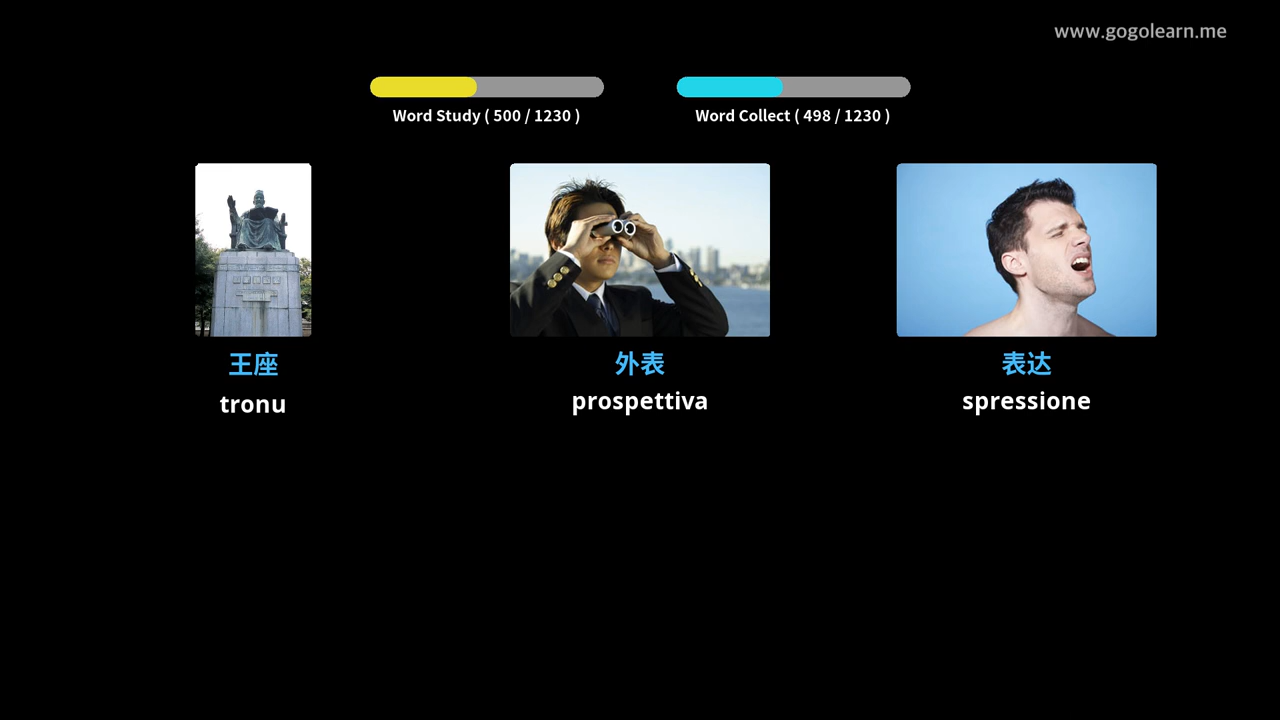 www.gogolearn.me
Word Study ( 500 / 1230 )
Word Collect ( 498 / 1230 )
王座
外表
表达
tronu
prospettiva
spressione